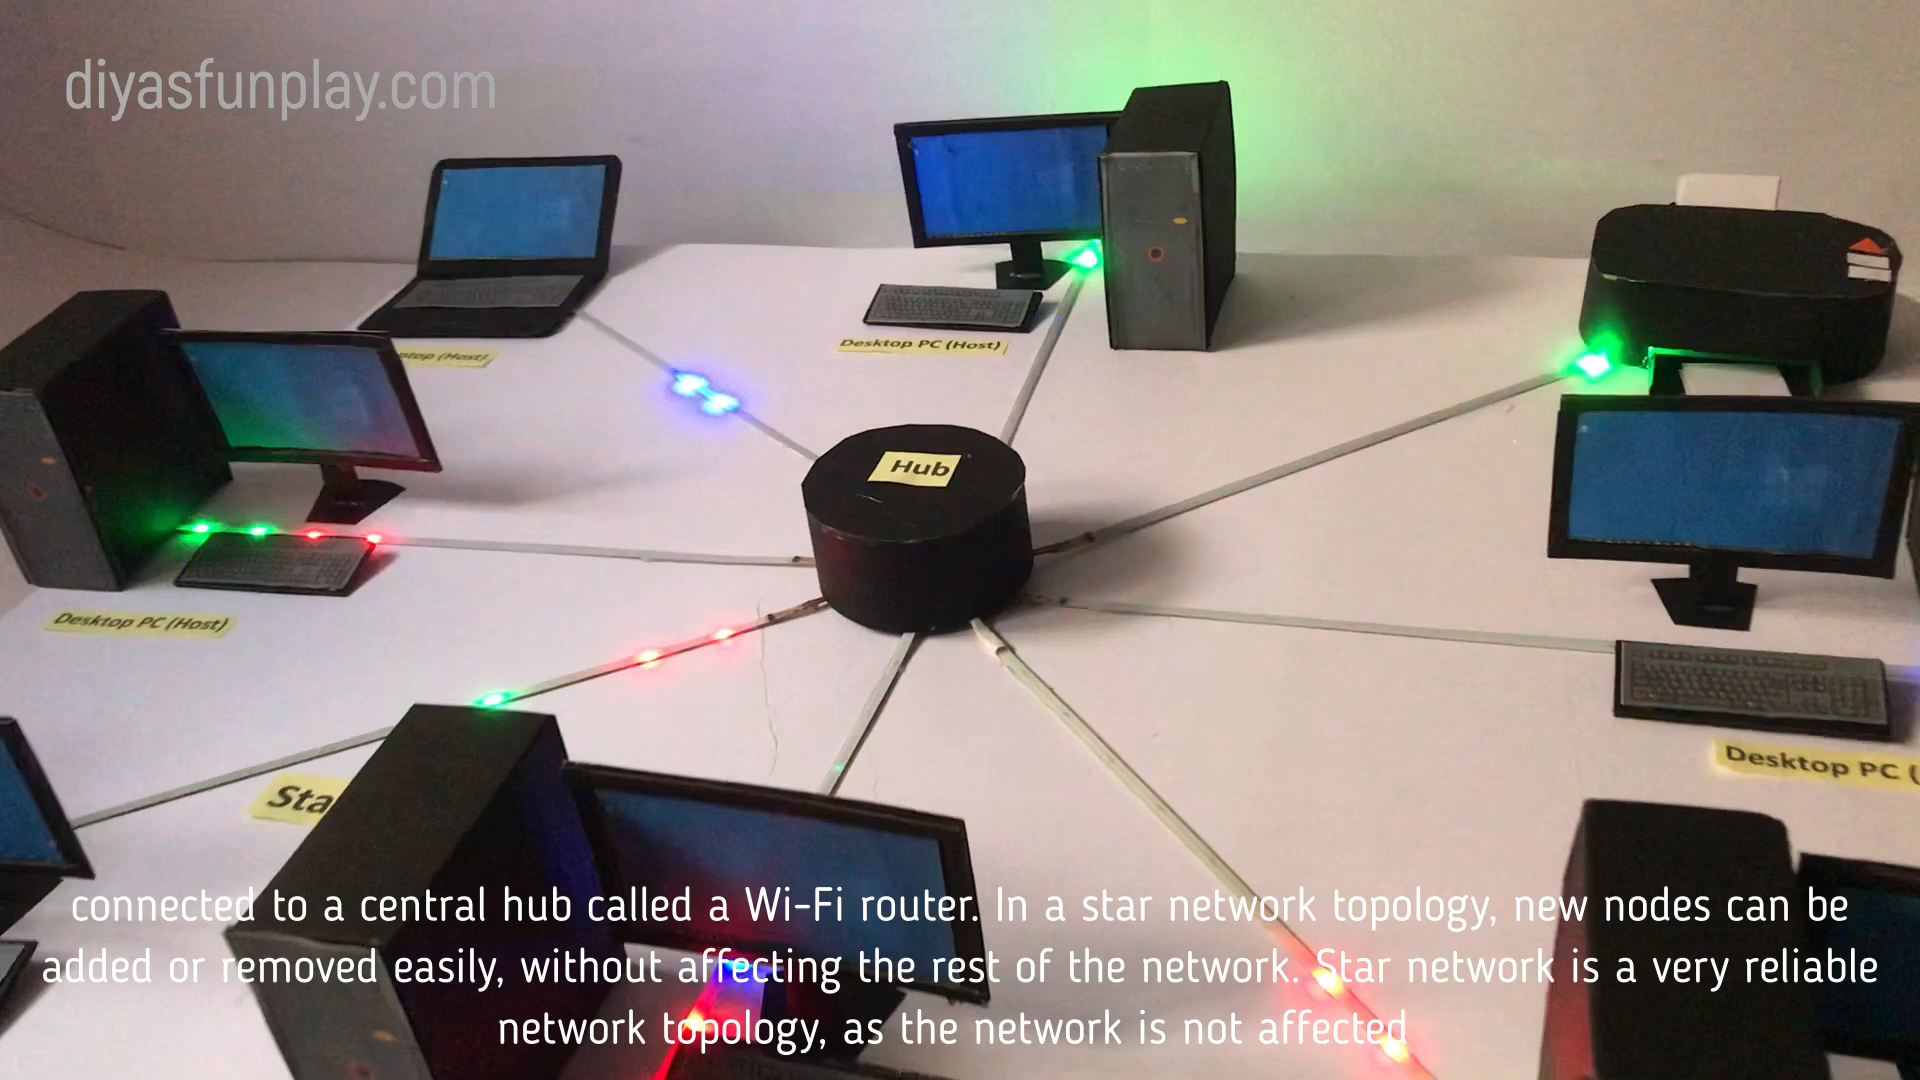 diyasfunplay.com
Desktop PC (Host)
(Host)
Hub
Desktop PC (Host)
Desktop PC (
connected to a central hub called a Wi-Fi router. In a star network topology, new nodes can be
added or removed easily, without affecting the rest of the network. Star network is a very reliable
network topology, as the network is not affected